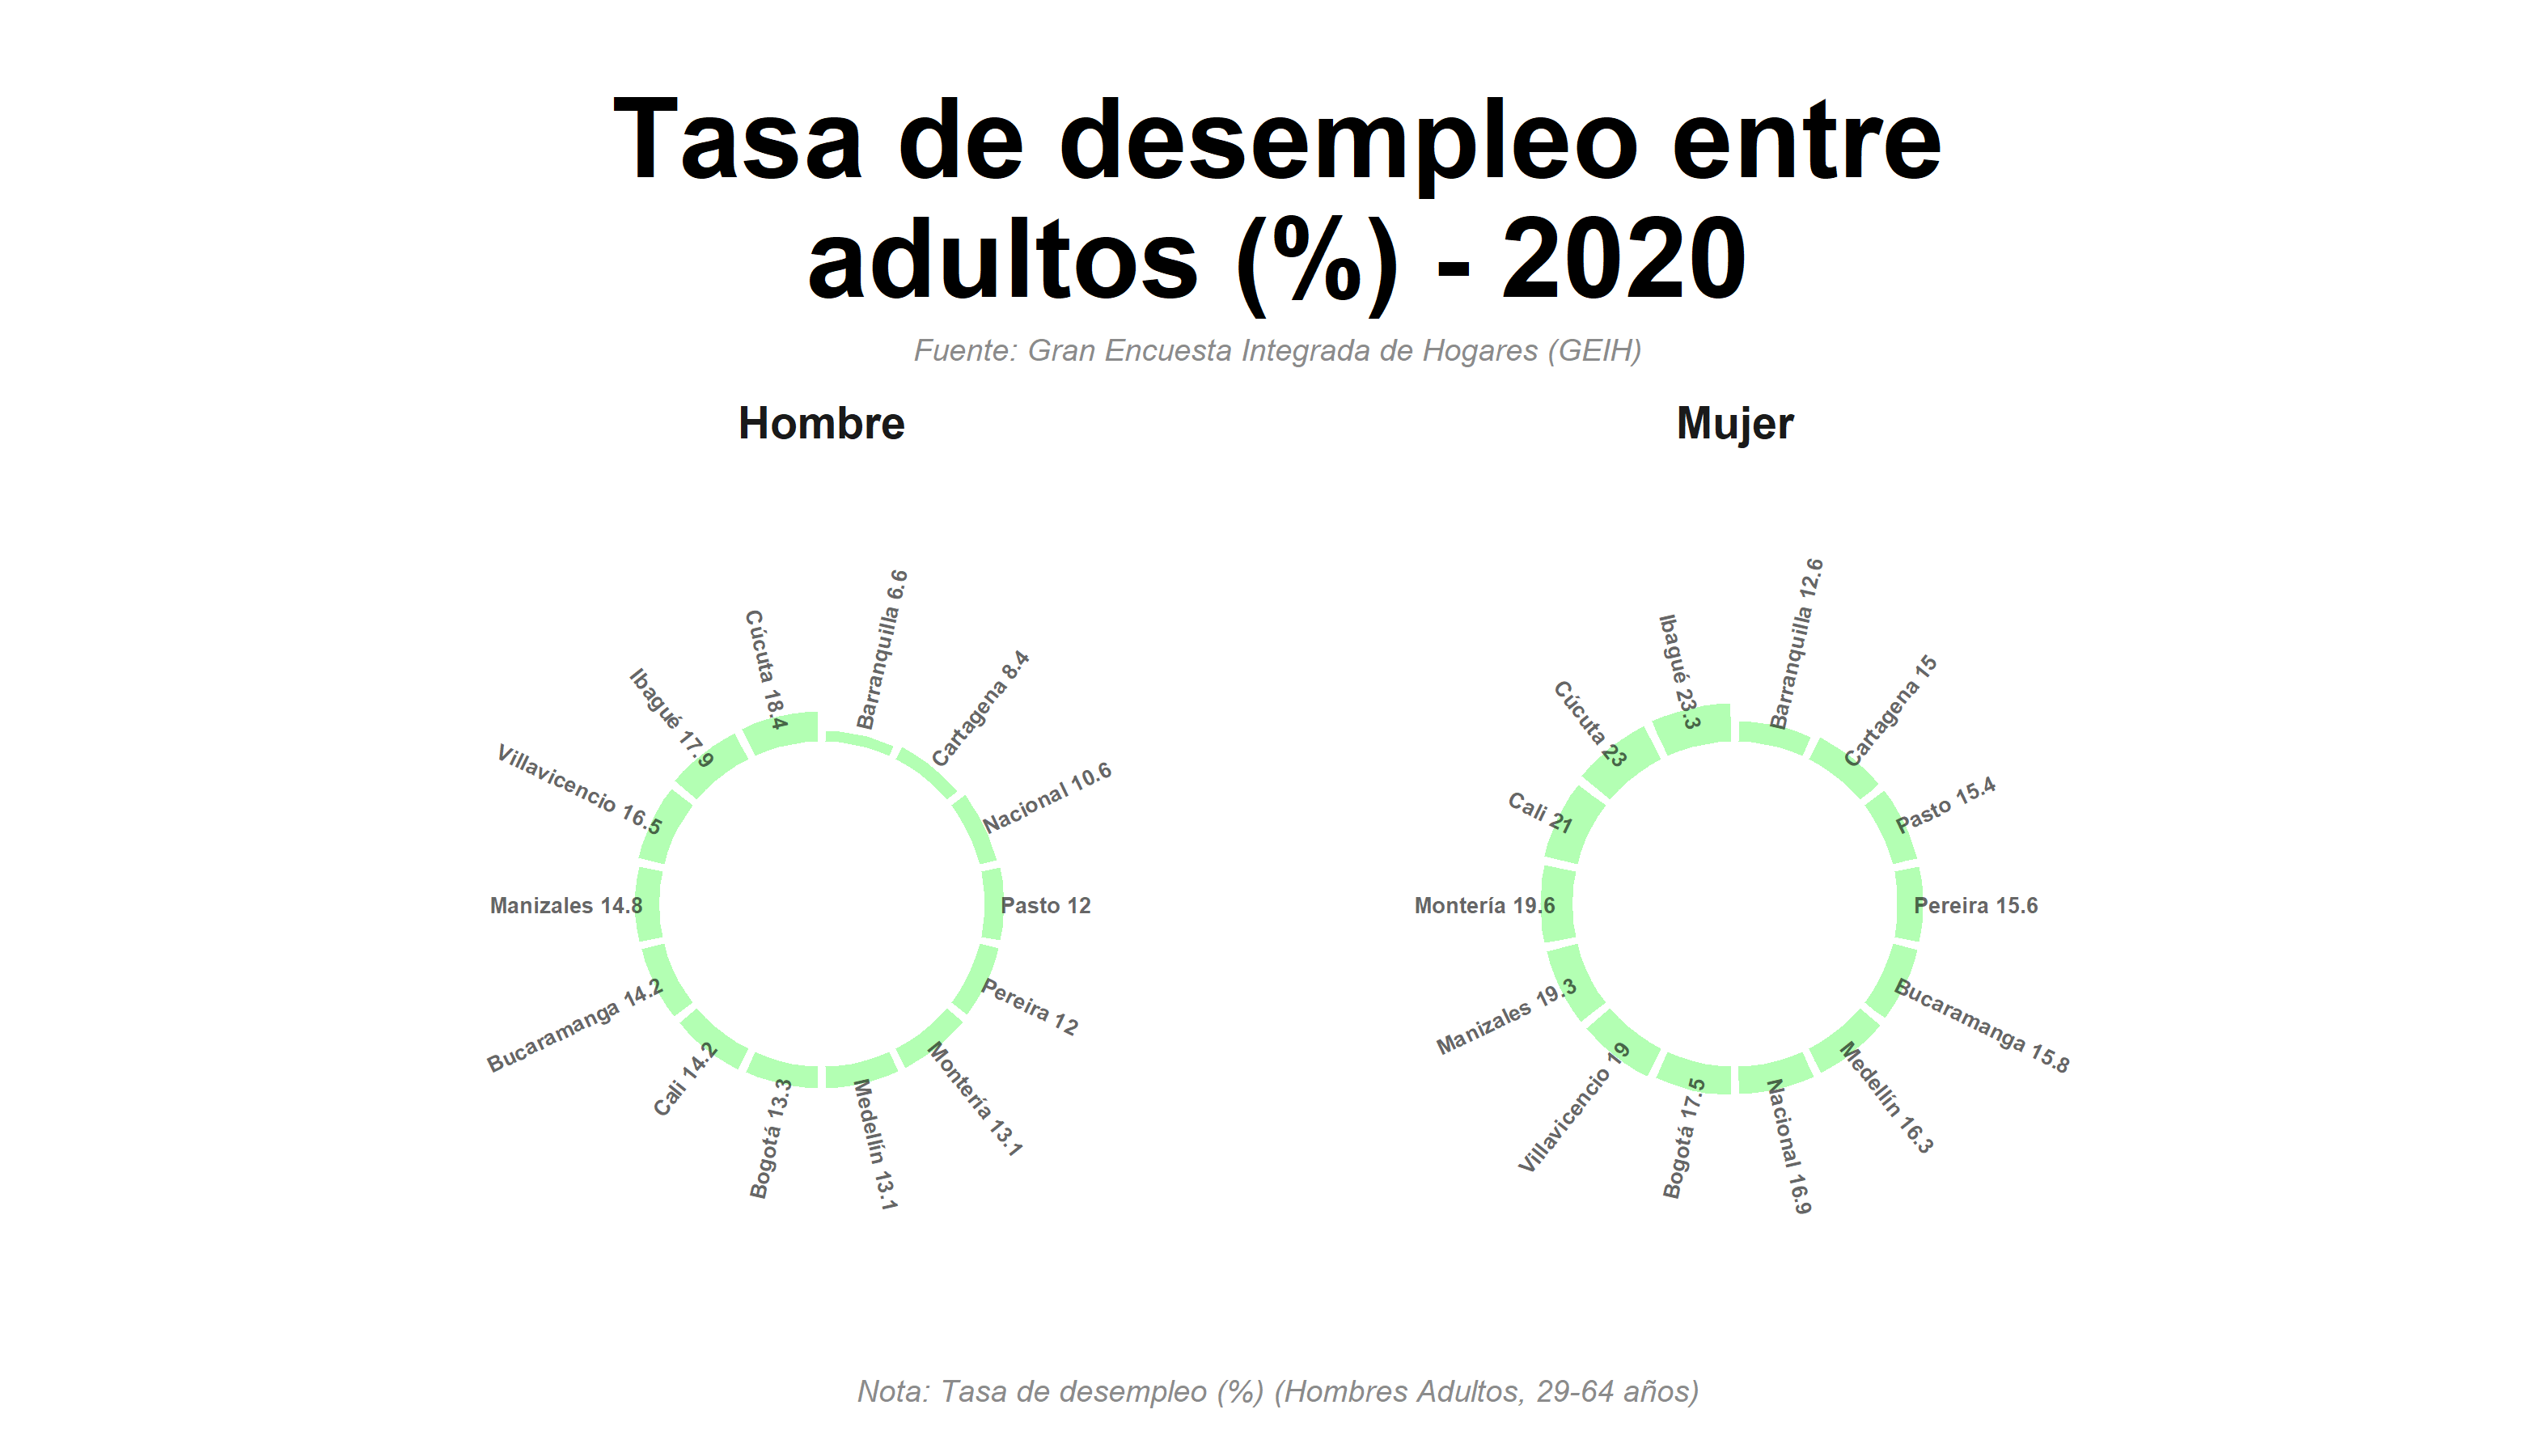 Tasa de desempleo entre
adultos (%) - 2020
Fuente: Gran Encuesta Integrada de Hogares (GEIH)
Hombre
Barranquilla 6.6
Cartagena 8.4
Nacional 10.6
Pasto 12
Pereira 12
Montería 13.1
Medellín 13.1
Bogotá 13.3
Cali 14.2
Bucaramanga 14.2
Manizales 14.8
Villavicencio 16.5
Ibagué 17.9
Cúcuta 18.4
Mujer
Barranquilla 12.6
Cartagena 15
Pasto 15.4
Pereira 15.6
Bucaramanga 15.8
Medellín 16.3
Nacional 16.9
Bogotá 17.5
Villavicencio 19
Manizales 19.3
Montería 19.6
Cali 21
Cúcuta 23
Ibagué 23.3
Nota: Tasa de desempleo (%) (Hombres Adultos, 29-64 años)